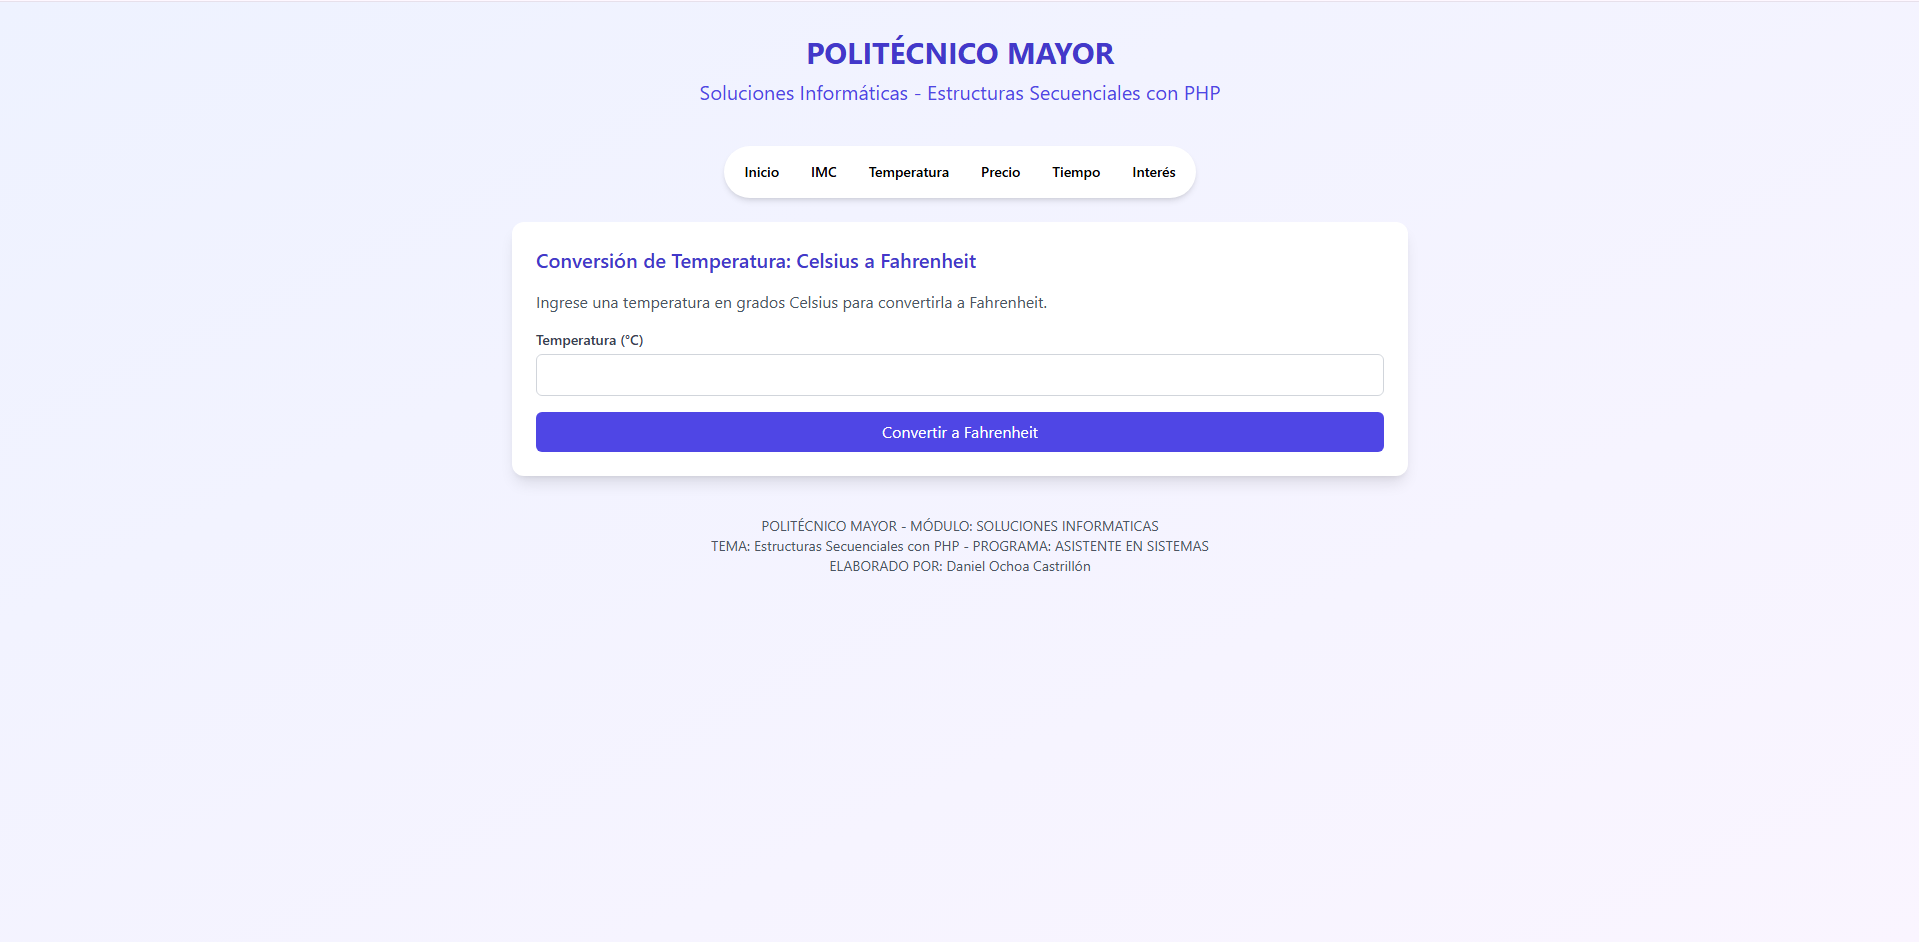 POLITÉCNICO MAYOR
Soluciones Informáticas - Estructuras Secuenciales con PHP
Inicio IMC Temperatura Precio Tiempo Interés
Conversión de Temperatura: Celsius a Fahrenheit
Ingrese una temperatura en grados Celsius para convertirla a Fahrenheit.
Temperatura (°C)
Convertir a Fahrenheit
POLITÉCNICO MAYOR - MÓDULO: SOLUCIONES INFORMATICAS
TEMA: Estructuras Secuenciales con PHP - PROGRAMA: ASISTENTE EN SISTEMAS
ELABORADO POR: Daniel Ochoa Castrillón